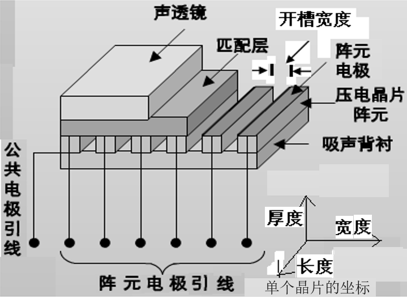 声透镜
开槽宽度
匹配层
阵元
电极
压电晶片
阵元
吸声背衬
公共电极引线
厚度
宽度
长度
阵元电极引线
单个晶片的坐标